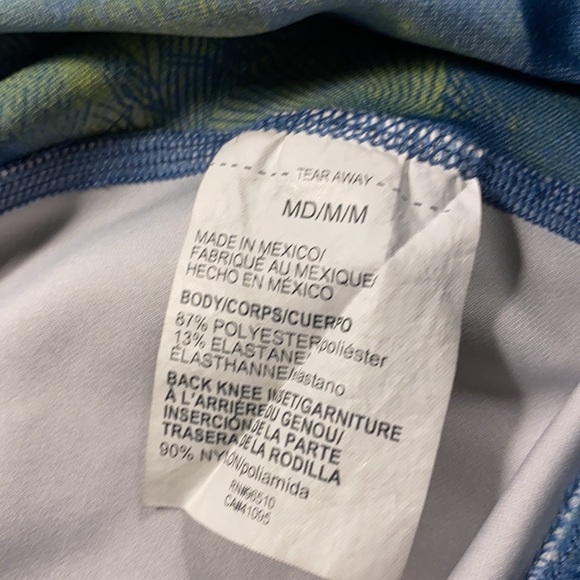 TEAR AWAY
MD/M/M
MADE IN MEXICO/
FABRIQUÉ AU MEXIQUE/
HECHO EN MÉXICO
BODY/CORPS/CUERPO
87% POLYESTER/poliéster
13% ELASTANE/
ÉLASTHANNE/elastano
BACK KNEE INSET/GARNITURE
À L'ARRIÈRE DU GENOU/
INSERCIÓN DE LA PARTE
TRASERA DE LA RODILLA
90% NYLON/poliamida
RN#96510
CA#41095